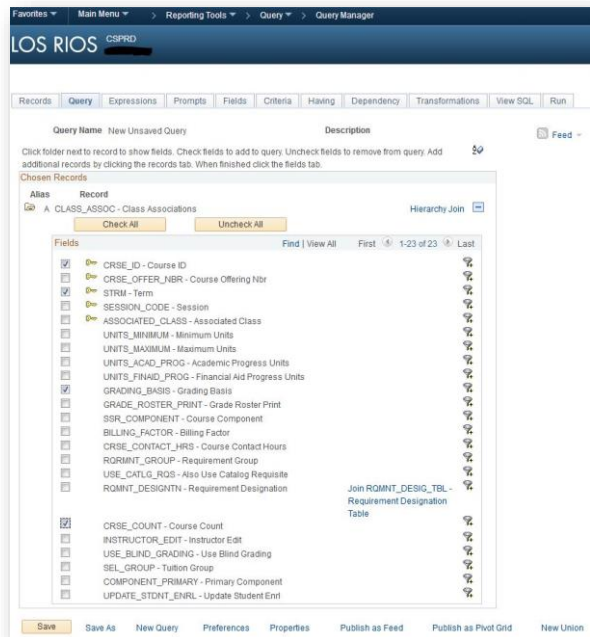 Favorites Main Menu > Reporting Tools > Query > Query Manager
LOS RIOS CSPRD
Records Query Expressions Prompts Fields Criteria Having Dependency Transformations View SQL Run
Query Name New Unsaved Query Description
Feed
Click folder next to record to show fields. Check fields to add to query. Uncheck fields to remove from query. Add
additional records by clicking the records tab. When finished click the fields tab.
Chosen Records
Alias Record
A CLASS_ASSOC - Class Associations Hierarchy Join
Check All Uncheck All
Fields Find | View All First 1-23 of 23 Last
CRSE_ID - Course ID
CRSE_OFFER_NBR - Course Offering Nbr
STRM - Term
SESSION_CODE - Session
ASSOCIATED_CLASS - Associated Class
UNITS_MINIMUM - Minimum Units
UNITS_MAXIMUM - Maximum Units
UNITS_ACAD_PROG - Academic Progress Units
UNITS_FINAID_PROG - Financial Aid Progress Units
GRADING_BASIS - Grading Basis
GRADE_ROSTER_PRINT - Grade Roster Print
SSR_COMPONENT - Course Component
BILLING_FACTOR - Billing Factor
CRSE_CONTACT_HRS - Course Contact Hours
RQRMNT_GROUP - Requirement Group
USE_CATLG_RQS - Also Use Catalog Requisite
RQMNT_DESIGNTN - Requirement Designation Join RQMNT_DESIG_TBL -
Requirement Designation
Table
CRSE_COUNT - Course Count
INSTRUCTOR_EDIT - Instructor Edit
USE_BLIND_GRADING - Use Blind Grading
SEL_GROUP - Tuition Group
COMPONENT_PRIMARY - Primary Component
UPDATE_STDNT_ENRL - Update Student Enrl
Save Save As New Query Preferences Properties Publish as Feed Publish as Pivot Grid New Union